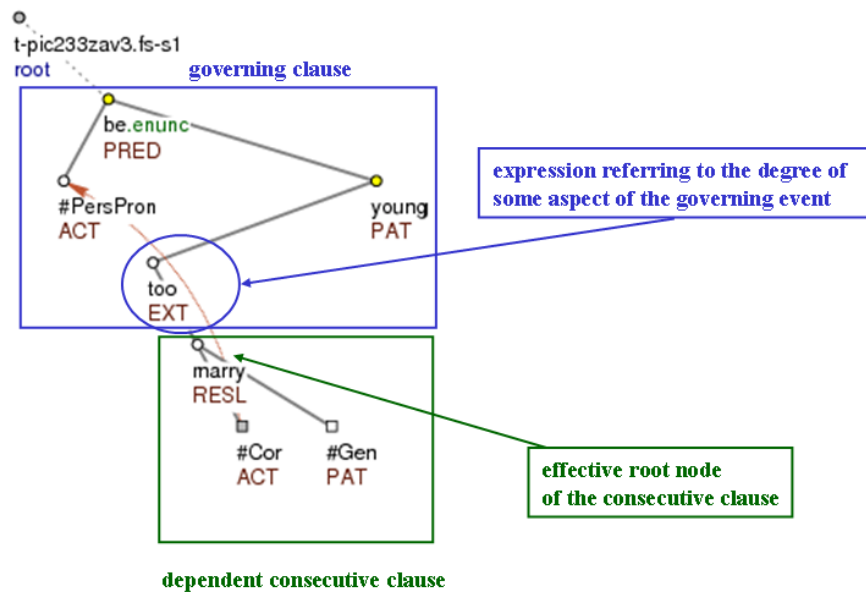 t-pic233zav3.fs-s1
root
governing clause
be.enunc
PRED
expression referring to the degree of
some aspect of the governing event
#PersPron
ACT
young
PAT
too
EXT
marry
RESL
#Cor
ACT
#Gen
PAT
effective root node
of the consecutive clause
dependent consecutive clause